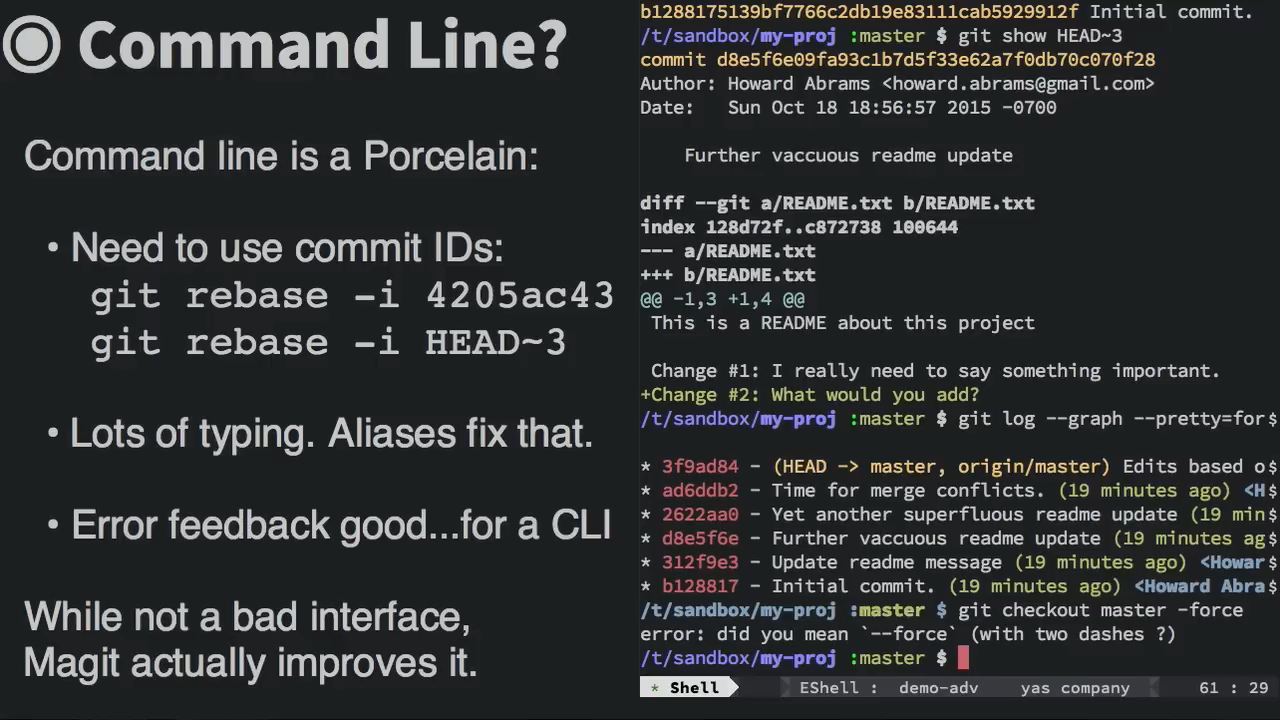 Command Line?
Command line is a Porcelain:
• Need to use commit IDs:
git rebase -i 4205ac43
git rebase -i HEAD~3
• Lots of typing. Aliases fix that.
• Error feedback good...for a CLI
While not a bad interface,
Magit actually improves it.
b1288175139bf7766c2db19e83111cab5929912f Initial commit.
/t/sandbox/my-proj :master $ git show HEAD~3
commit d8e5f6e09fa93c1b7d5f33e62a7f0db70c070f28
Author: Howard Abrams <howard.abrams@gmail.com>
Date:   Sun Oct 18 18:56:57 2015 -0700
Further vaccuous readme update
diff --git a/README.txt b/README.txt
index 128d72f..c872738 100644
--- a/README.txt
+++ b/README.txt
@@ -1,3 +1,4 @@
This is a README about this project
Change #1: I really need to say something important.
+Change #2: What would you add?
/t/sandbox/my-proj :master $ git log --graph --pretty=for$
* 3f9ad84 - (HEAD -> master, origin/master) Edits based o$
* ad6ddb2 - Time for merge conflicts. (19 minutes ago) <H$
* 2622aa0 - Yet another superfluous readme update (19 min$
* d8e5f6e - Further vaccuous readme update (19 minutes ag$
* 312f9e3 - Update readme message (19 minutes ago) <Howar$
* b128817 - Initial commit. (19 minutes ago) <Howard Abra$
/t/sandbox/my-proj :master $ git checkout master -force
error: did you mean `--force` (with two dashes ?)
/t/sandbox/my-proj :master $
* Shell EShell : demo-adv yas company 61 : 29